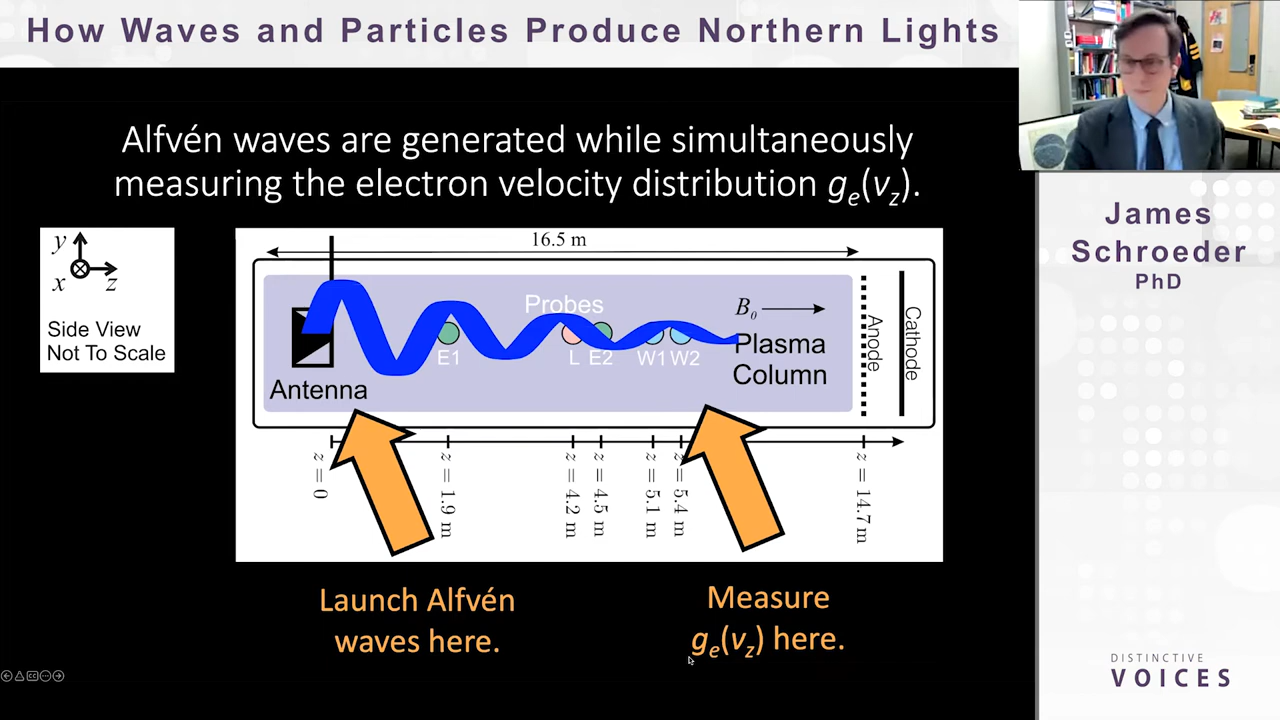 How Waves and Particles Produce Northern Lights
Alfvén waves are generated while simultaneously
measuring the electron velocity distribution gₑ(v_z).
y
x z
Side View
Not To Scale
16.5 m
Probes
B₀
E1
L E2
W1 W2
Plasma
Column
Anode
Cathode
Antenna
z = 0
z = 1.9 m
z = 4.2 m
z = 4.5 m
z = 5.1 m
z = 5.4 m
z = 14.7 m
Launch Alfvén
waves here.
Measure
gₑ(v_z) here.
James
Schroeder
PhD
DISTINCTIVE
VOICES